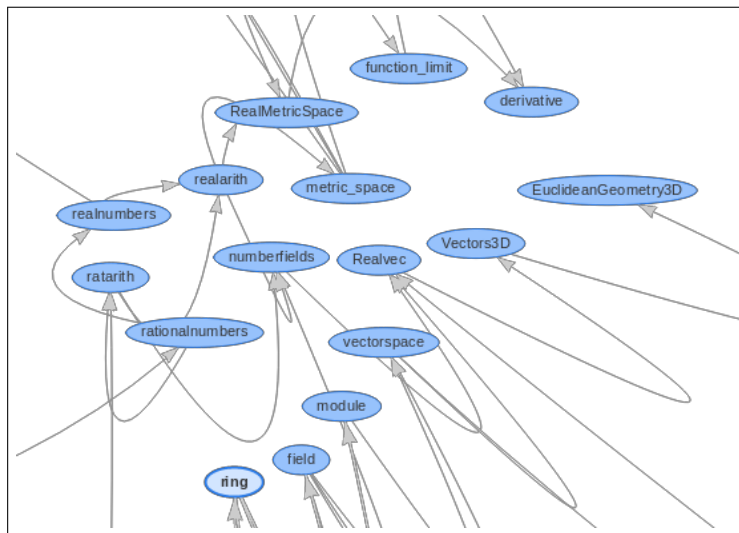 function_limit
derivative
RealMetricSpace
realarith
metric_space
EuclideanGeometry3D
realnumbers
Vectors3D
numberfields
Realvec
ratarith
rationalnumbers
vectorspace
module
field
ring